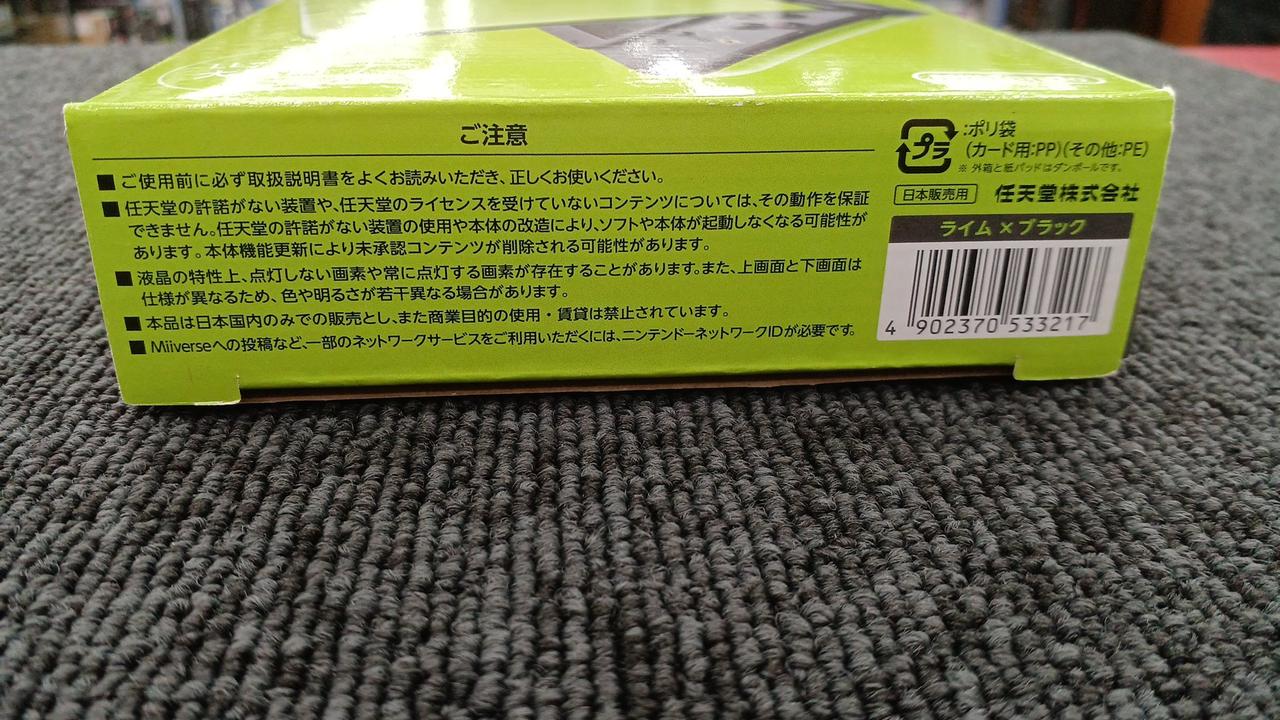 ご注意
■ ご使用前に必ず取扱説明書をよくお読みいただき、正しくお使いください。
■ 任天堂の許諾がない装置や、任天堂のライセンスを受けていないコンテンツについては、その動作を保証
できません。任天堂の許諾がない装置の使用や本体の改造により、ソフトや本体が起動しなくなる可能性が
あります。本体機能更新により未承認コンテンツが削除される可能性があります。
■ 液晶の特性上、点灯しない画素や常に点灯する画素が存在することがあります。また、上画面と下画面は
仕様が異なるため、色や明るさが若干異なる場合があります。
■ 本品は日本国内のみでの販売とし、また商業目的の使用・賃貸は禁止されています。
■ Miiverseへの投稿など、一部のネットワークサービスをご利用いただくには、ニンテンドーネットワークIDが必要です。
プラ
:ポリ袋
(カード用:PP)(その他:PE)
※ 外箱と紙パッドはダンボールです。
日本販売用 任天堂株式会社
ライム×ブラック
4 902370 533217